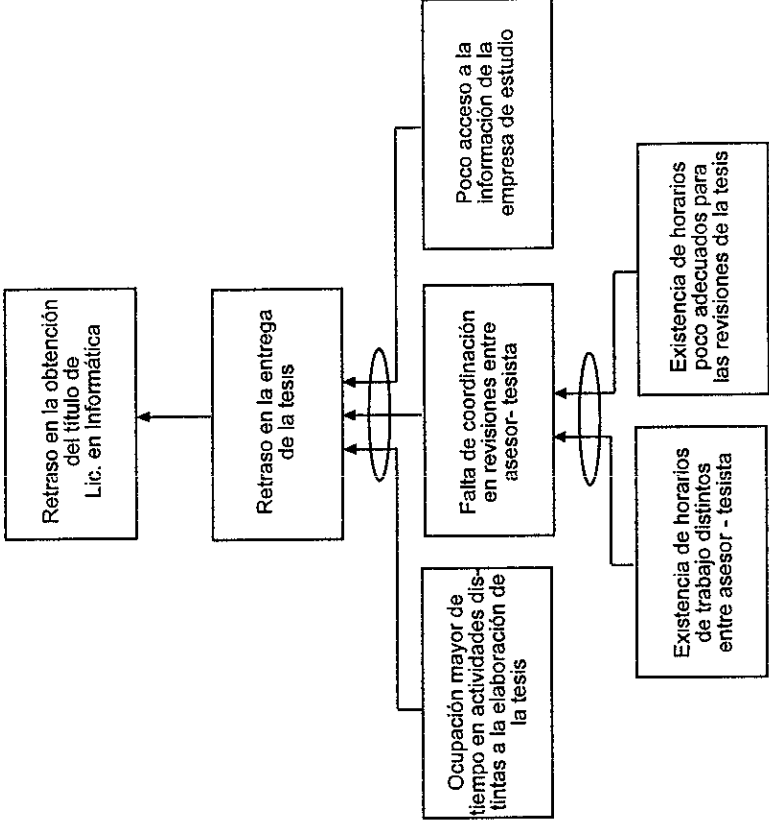 Retraso en la obtención
del título de
Lic. en Informática
Retraso en la entrega
de la tesis
Ocupación mayor de
tiempo en actividades dis-
tintas a la elaboración de
la tesis
Falta de coordinación
en revisiones entre
asesor- tesista
Poco acceso a la
información de la
empresa de estudio
Existencia de horarios
de trabajo distintos
entre asesor - tesista
Existencia de horarios
poco adecuados para
las revisiones de la tesis